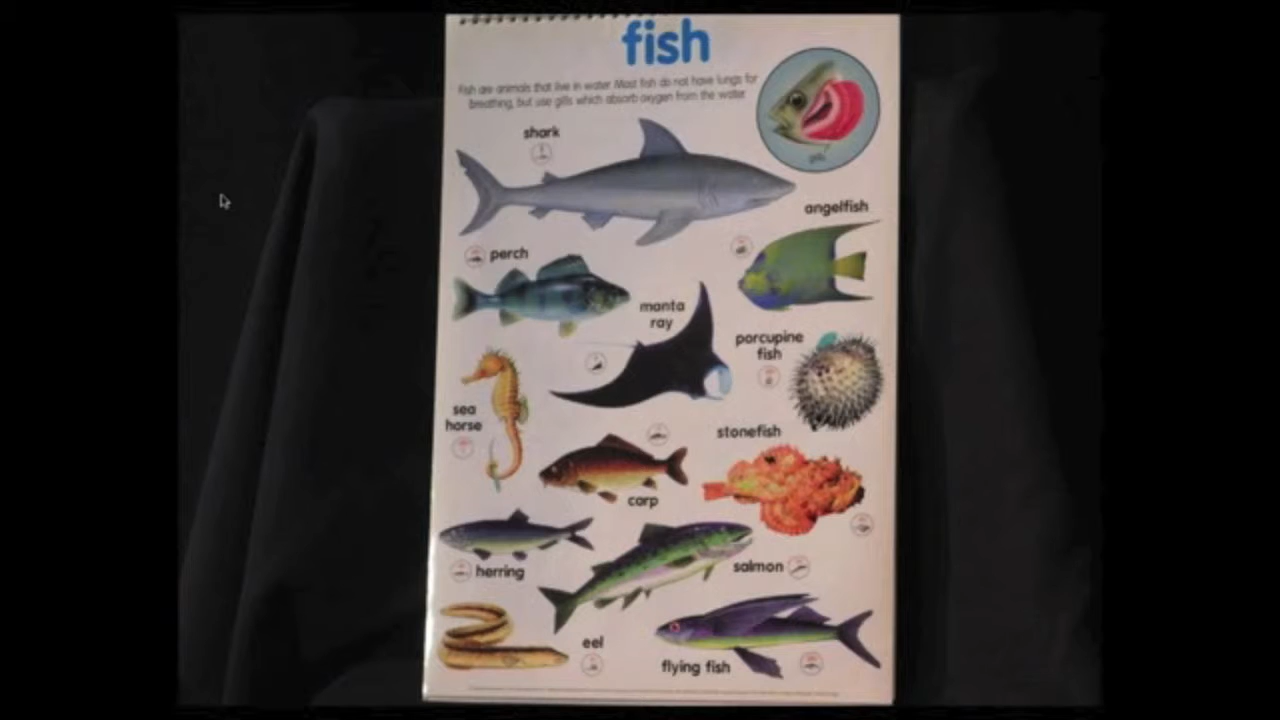 fish
Fish are animals that live in water. Most fish do not have lungs for
breathing, but use gills which absorb oxygen from the water.
gills
shark
angelfish
perch
manta
ray
porcupine
fish
sea
horse
stonefish
carp
herring
salmon
eel
flying fish